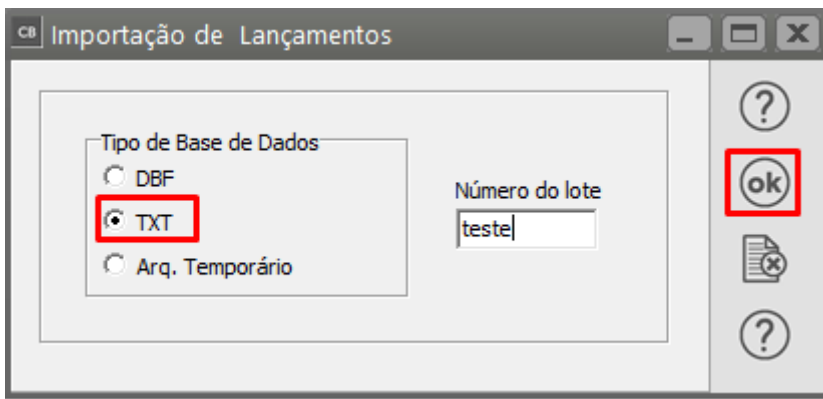 CB Importação de Lançamentos
Tipo de Base de Dados
DBF
TXT
Arq. Temporário
Número do lote
teste
?
ok
?